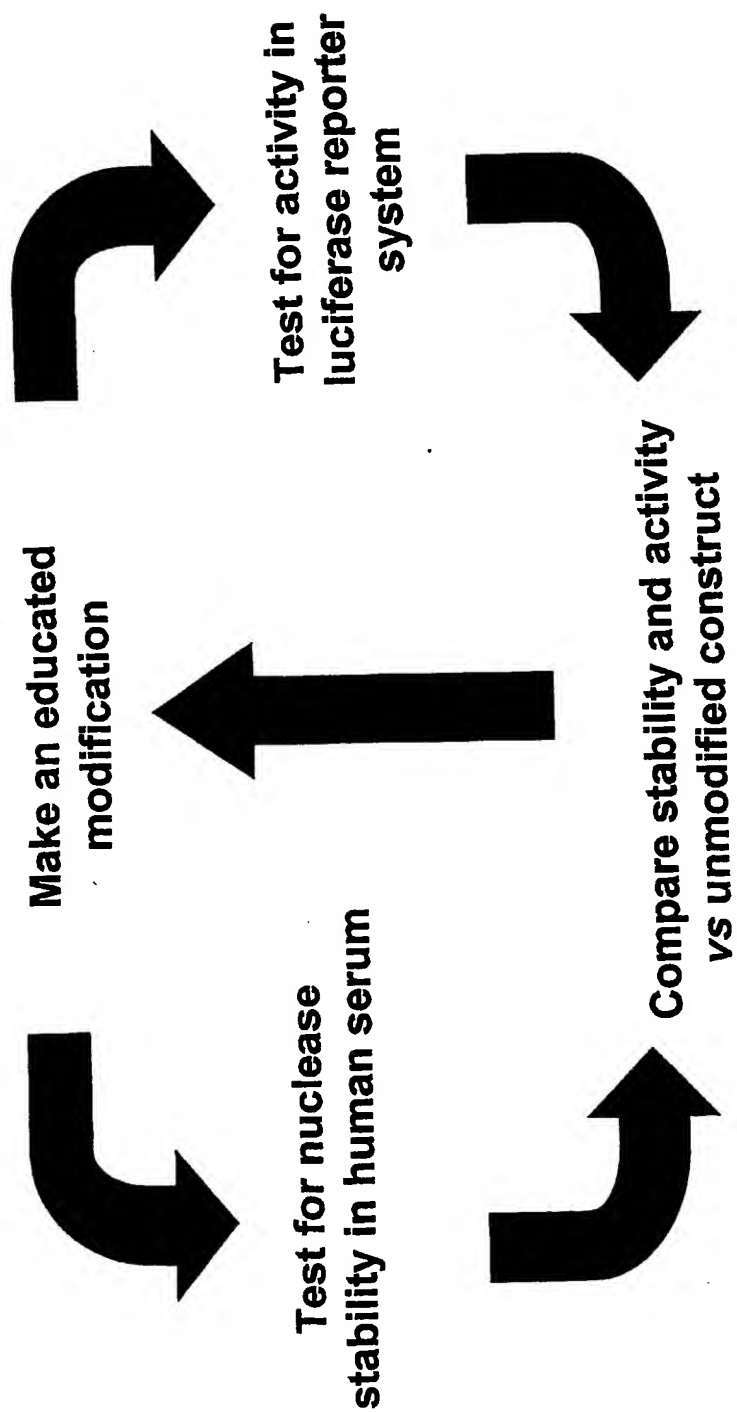 Make an educated
modification
Test for nuclease
stability in human serum
Test for activity in
luciferase reporter
system
Compare stability and activity
vs unmodified construct